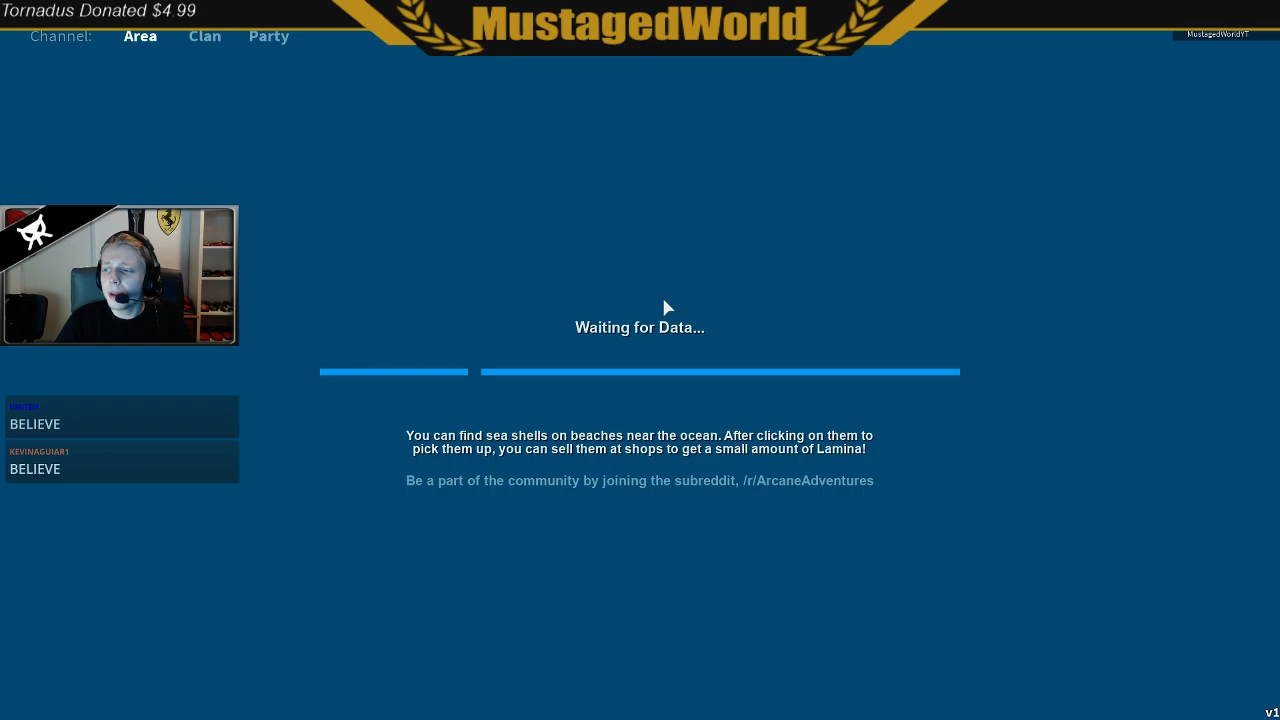 Tornadus Donated $4.99
MustagedWorld
Channel: Area Clan Party
MustagedWorldYT
Waiting for Data...
BELIEVE
KEVINAGUIAR1
BELIEVE
You can find sea shells on beaches near the ocean. After clicking on them to
pick them up, you can sell them at shops to get a small amount of Lamina!
Be a part of the community by joining the subreddit, /r/ArcaneAdventures
v1